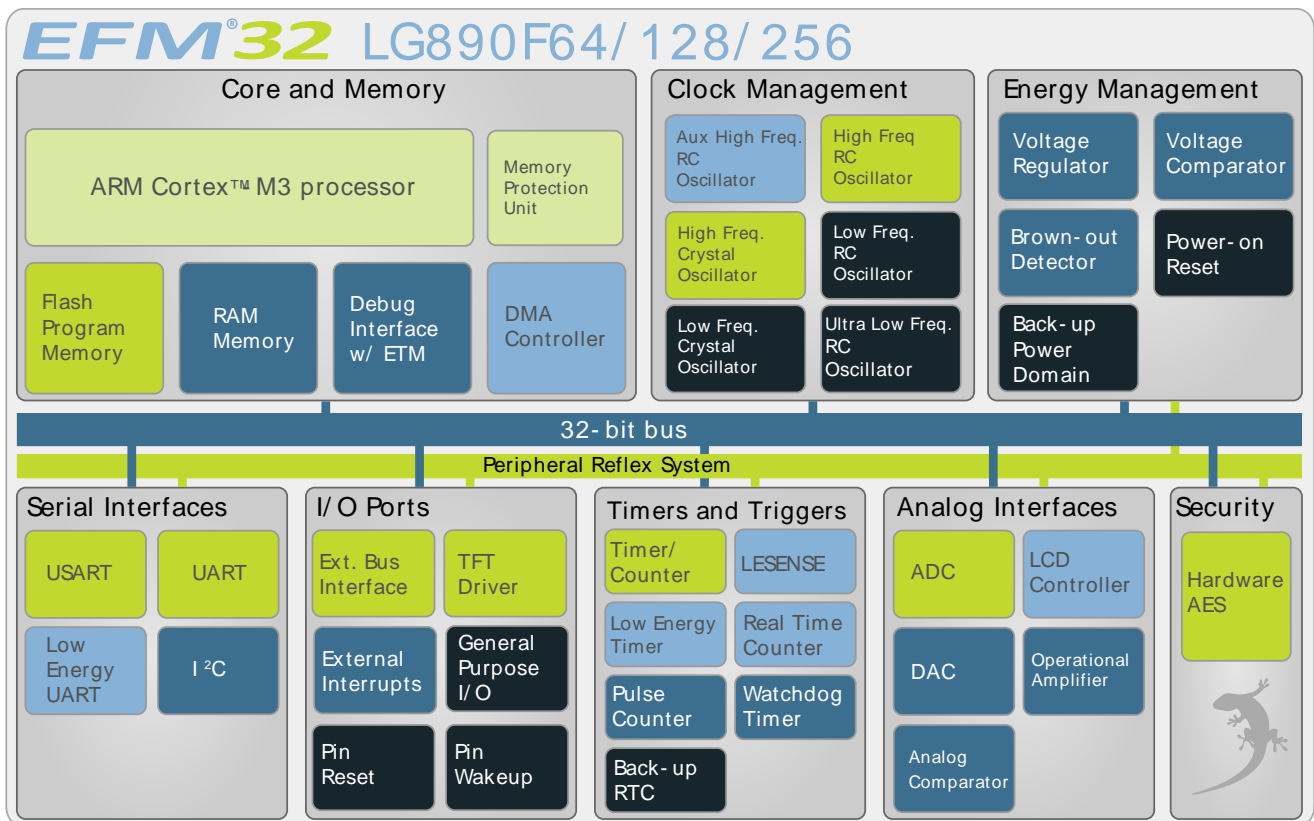 EFM®32 LG890F64/128/256
Core and Memory
ARM Cortex™ M3 processor
Memory
Protection
Unit
Flash
Program
Memory
RAM
Memory
Debug
Interface
w/ ETM
DMA
Controller
Clock Management
Aux High Freq.
RC
Oscillator
High Freq
RC
Oscillator
High Freq.
Crystal
Oscillator
Low Freq.
RC
Oscillator
Low Freq.
Crystal
Oscillator
Ultra Low Freq.
RC
Oscillator
Energy Management
Voltage
Regulator
Voltage
Comparator
Brown-out
Detector
Power-on
Reset
Back-up
Power
Domain
32-bit bus
Peripheral Reflex System
Serial Interfaces
USART
UART
Low
Energy
UART
I²C
I/O Ports
Ext. Bus
Interface
TFT
Driver
External
Interrupts
General
Purpose
I/O
Pin
Reset
Pin
Wakeup
Timers and Triggers
Timer/
Counter
LESENSE
Low Energy
Timer
Real Time
Counter
Pulse
Counter
Watchdog
Timer
Back-up
RTC
Analog Interfaces
ADC
LCD
Controller
DAC
Operational
Amplifier
Analog
Comparator
Security
Hardware
AES